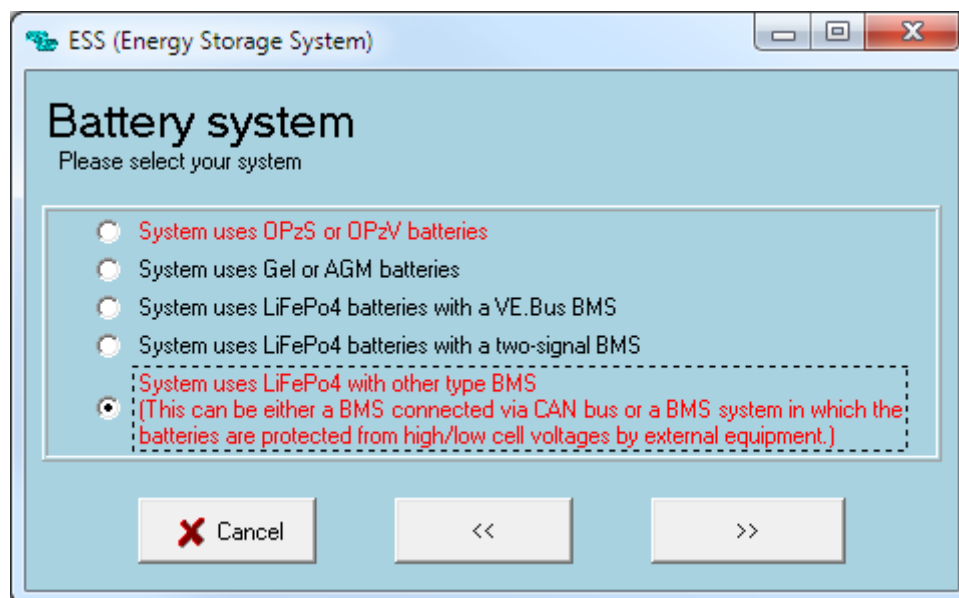 ESS (Energy Storage System)
Battery system
Please select your system
System uses OPzS or OPzV batteries
System uses Gel or AGM batteries
System uses LiFePo4 batteries with a VE.Bus BMS
System uses LiFePo4 batteries with a two-signal BMS
System uses LiFePo4 with other type BMS
(This can be either a BMS connected via CAN bus or a BMS system in which the
batteries are protected from high/low cell voltages by external equipment.)
Cancel << >>